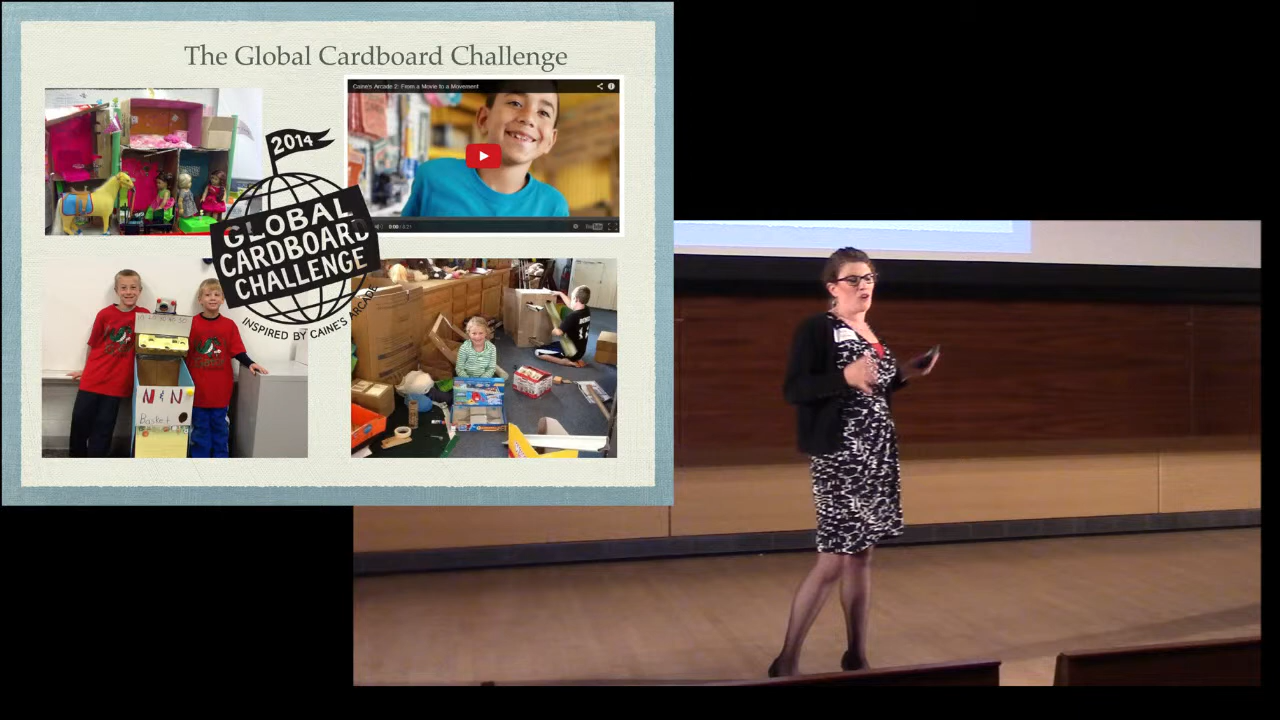 The Global Cardboard Challenge
Caine's Arcade 2: From a Movie to a Movement
2014
GLOBAL
CARDBOARD
CHALLENGE
INSPIRED BY CAINE'S ARCADE
N & N
Basket
YouTube